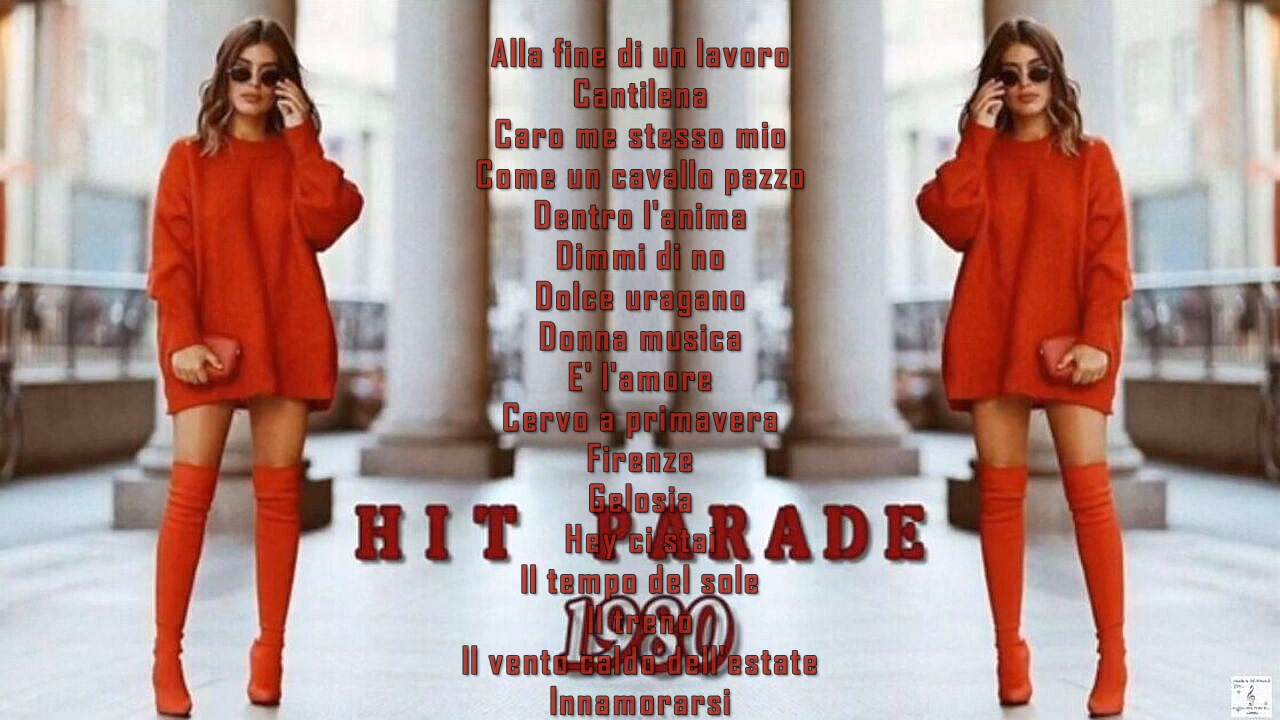 Alla fine di un lavoro
Cantilena
Caro me stesso mio
Come un cavallo pazzo
Dentro l'anima
Dimmi di no
Dolce uragano
Donna musica
E' l'amore
Cervo a primavera
Firenze
Gelosia
HIT PARADE
Hey ci stai
Il tempo del sole
1980
Il treno
Il vento caldo dell'estate
Innamorarsi